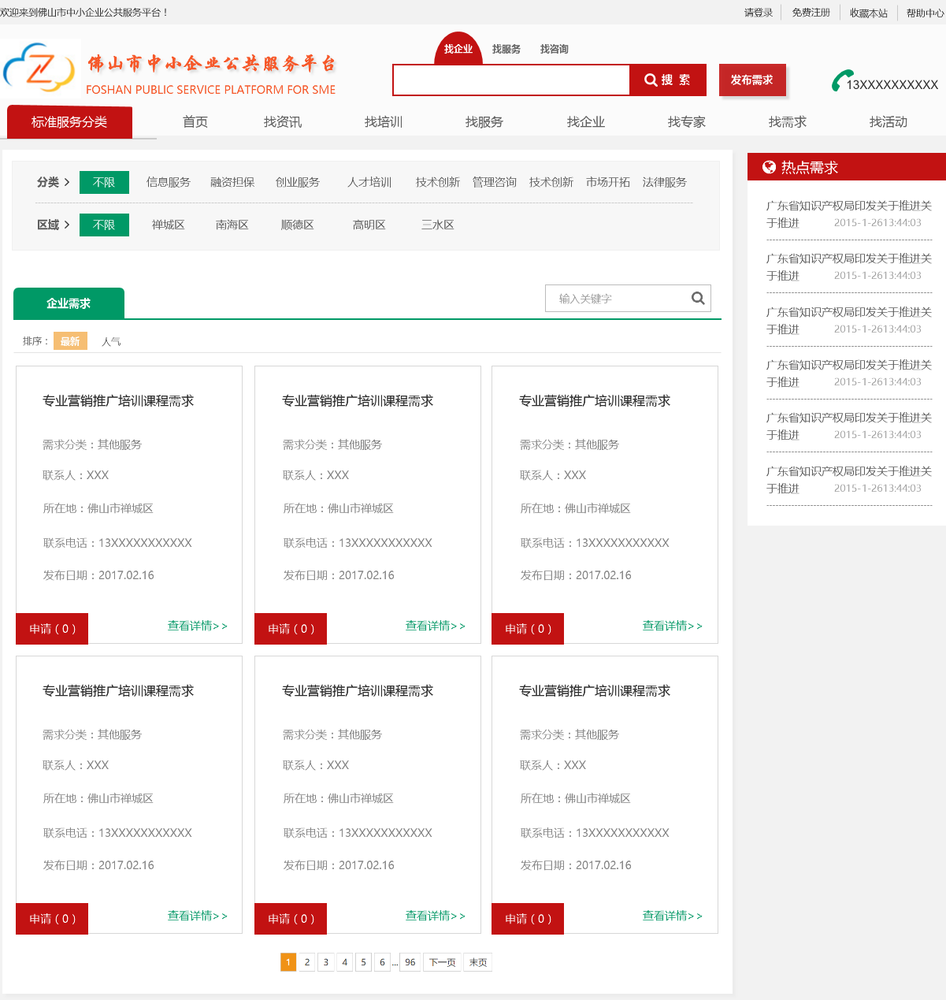 欢迎来到佛山市中小企业公共服务平台！
请登录 免费注册 收藏本站 帮助中心
找企业 找服务 找咨询
佛山市中小企业公共服务平台
FOSHAN PUBLIC SERVICE PLATFORM FOR SME
搜 索
发布需求
13XXXXXXXXXX
标准服务分类 首页 找资讯 找培训 找服务 找企业 找专家 找需求 找活动
分类 不限 信息服务 融资担保 创业服务 人才培训 技术创新 管理咨询 技术创新 市场开拓 法律服务
区域 不限 禅城区 南海区 顺德区 高明区 三水区
企业需求
输入关键字
排序： 最新 人气
专业营销推广培训课程需求 专业营销推广培训课程需求 专业营销推广培训课程需求
需求分类：其他服务 需求分类：其他服务 需求分类：其他服务
联系人：XXX 联系人：XXX 联系人：XXX
所在地：佛山市禅城区 所在地：佛山市禅城区 所在地：佛山市禅城区
联系电话：13XXXXXXXXXXX 联系电话：13XXXXXXXXXXX 联系电话：13XXXXXXXXXXX
发布日期：2017.02.16 发布日期：2017.02.16 发布日期：2017.02.16
申请（0） 查看详情>> 申请（0） 查看详情>> 申请（0） 查看详情>>
专业营销推广培训课程需求 专业营销推广培训课程需求 专业营销推广培训课程需求
需求分类：其他服务 需求分类：其他服务 需求分类：其他服务
联系人：XXX 联系人：XXX 联系人：XXX
所在地：佛山市禅城区 所在地：佛山市禅城区 所在地：佛山市禅城区
联系电话：13XXXXXXXXXXX 联系电话：13XXXXXXXXXXX 联系电话：13XXXXXXXXXXX
发布日期：2017.02.16 发布日期：2017.02.16 发布日期：2017.02.16
申请（0） 查看详情>> 申请（0） 查看详情>> 申请（0） 查看详情>>
1 2 3 4 5 6 ... 96 下一页 末页
热点需求
广东省知识产权局印发关于推进关
于推进 2015-1-2613:44:03
广东省知识产权局印发关于推进关
于推进 2015-1-2613:44:03
广东省知识产权局印发关于推进关
于推进 2015-1-2613:44:03
广东省知识产权局印发关于推进关
于推进 2015-1-2613:44:03
广东省知识产权局印发关于推进关
于推进 2015-1-2613:44:03
广东省知识产权局印发关于推进关
于推进 2015-1-2613:44:03